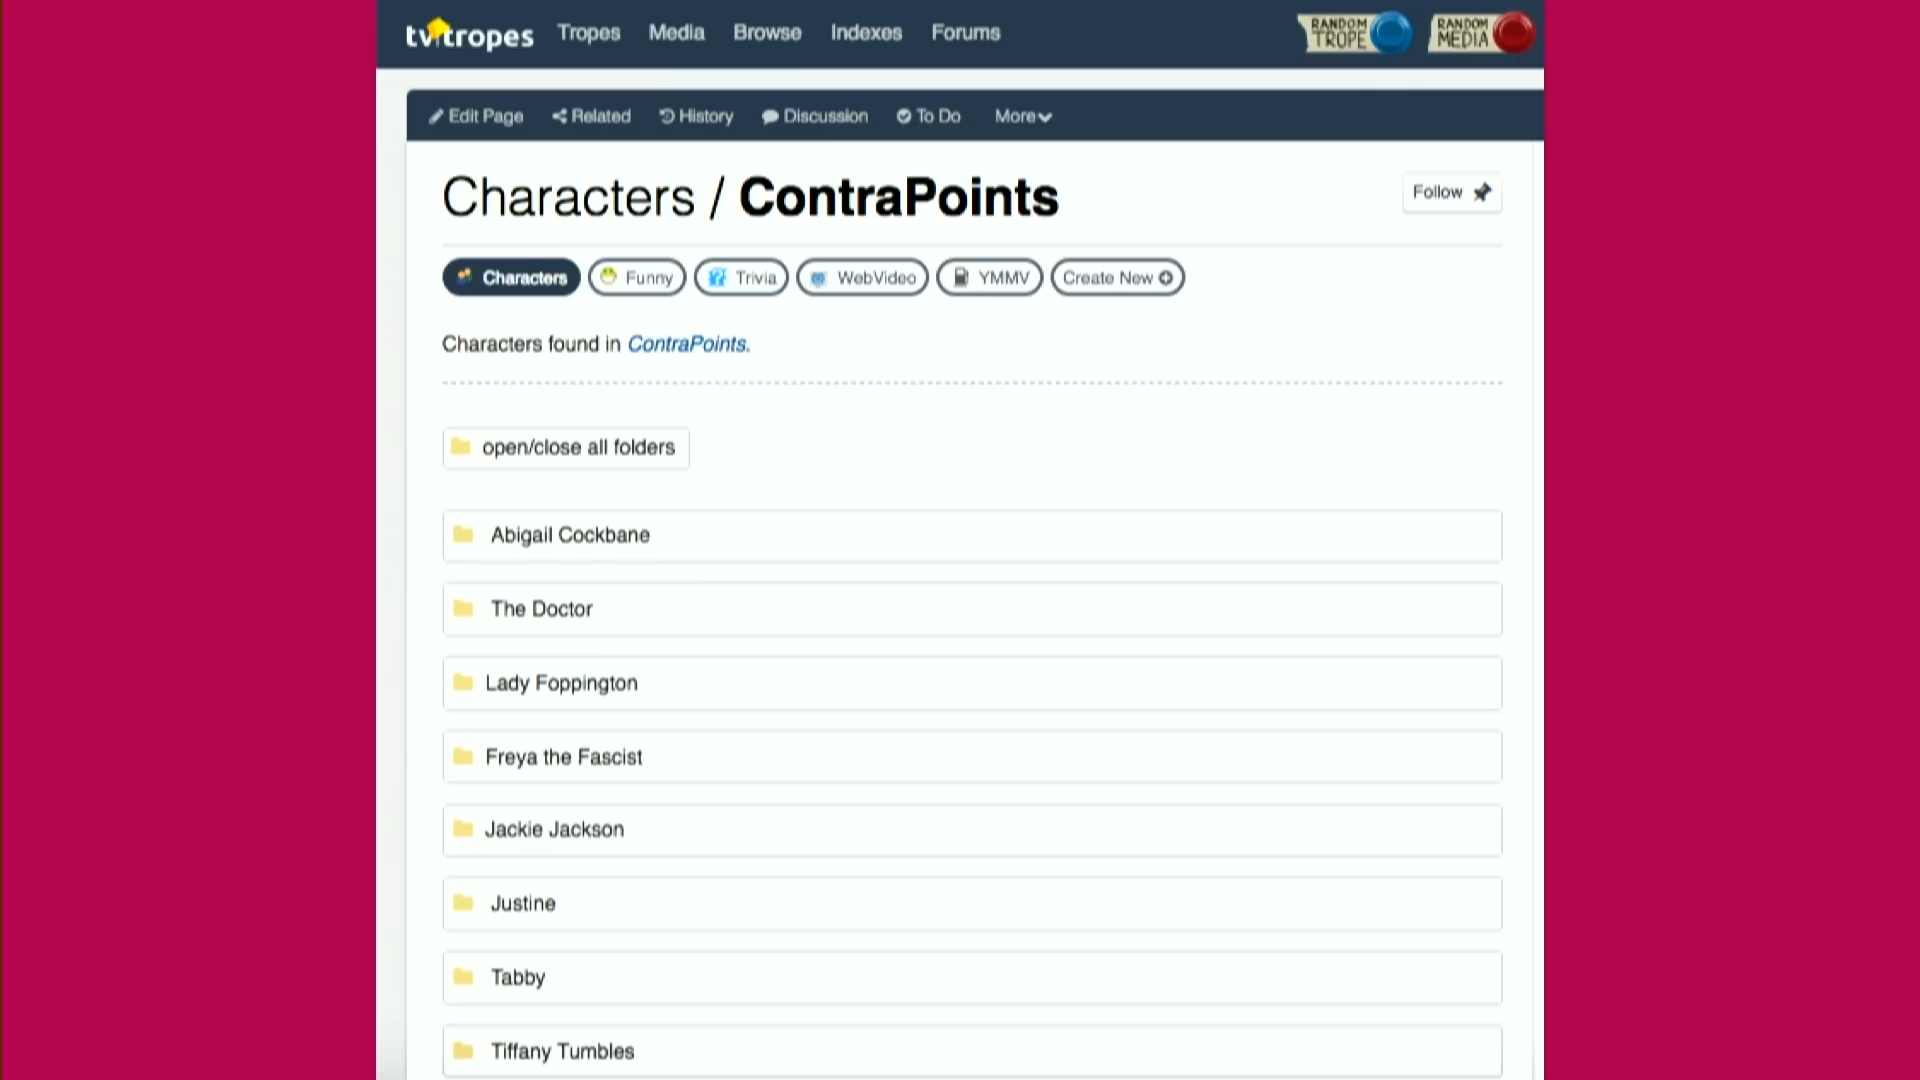 tvtropes Tropes Media Browse Indexes Forums RANDOM TROPE RANDOM MEDIA
Edit Page Related History Discussion To Do More
Characters / ContraPoints Follow
Characters Funny Trivia WebVideo YMMV Create New
Characters found in ContraPoints.
open/close all folders
Abigail Cockbane
The Doctor
Lady Foppington
Freya the Fascist
Jackie Jackson
Justine
Tabby
Tiffany Tumbles